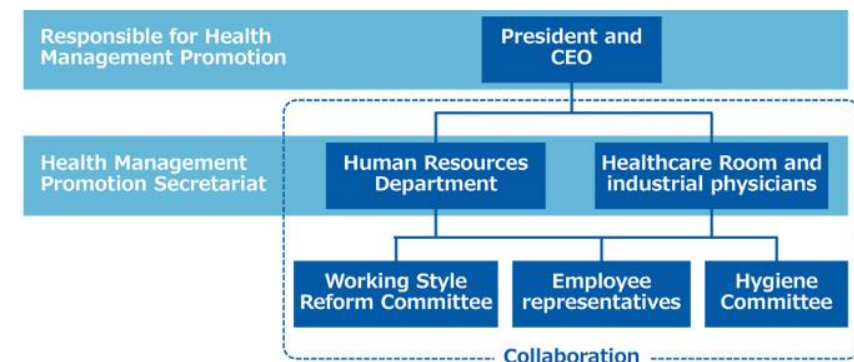 Responsible for Health
Management Promotion
President and
CEO
Health Management
Promotion Secretariat
Human Resources
Department
Healthcare Room and
industrial physicians
Working Style
Reform Committee
Employee
representatives
Hygiene
Committee
Collaboration